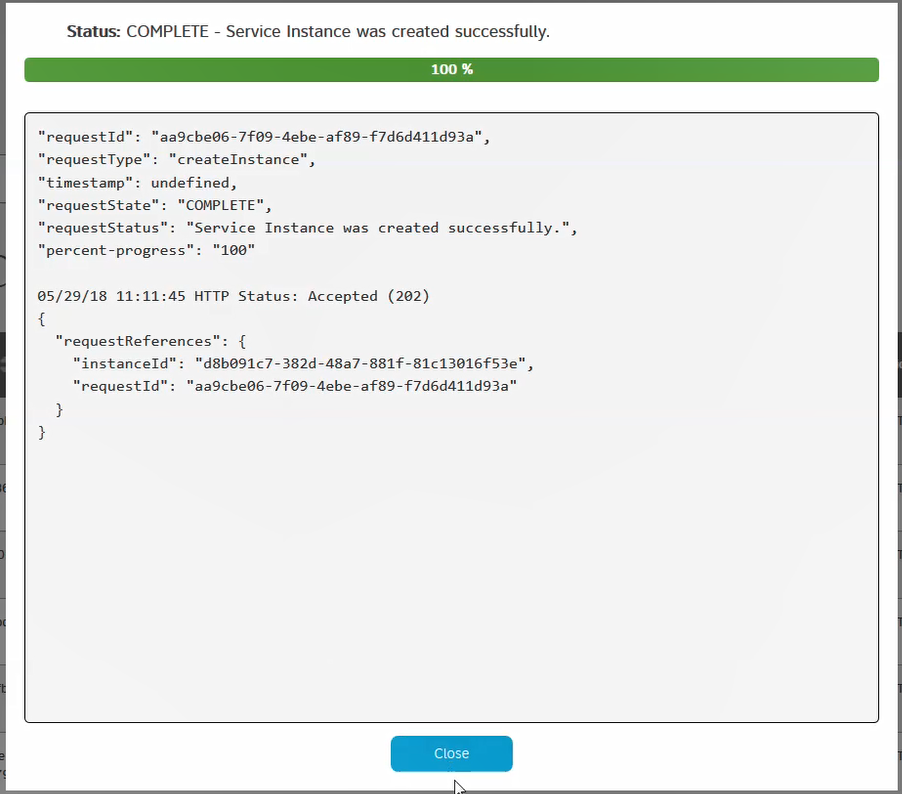 Status: COMPLETE - Service Instance was created successfully.
100 %
"requestId": "aa9cbe06-7f09-4ebe-af89-f7d6d411d93a",
"requestType": "createInstance",
"timestamp": undefined,
"requestState": "COMPLETE",
"requestStatus": "Service Instance was created successfully.",
"percent-progress": "100"
05/29/18 11:11:45 HTTP Status: Accepted (202)
{
"requestReferences": {
"instanceId": "d8b091c7-382d-48a7-881f-81c13016f53e",
"requestId": "aa9cbe06-7f09-4ebe-af89-f7d6d411d93a"
}
}
Close